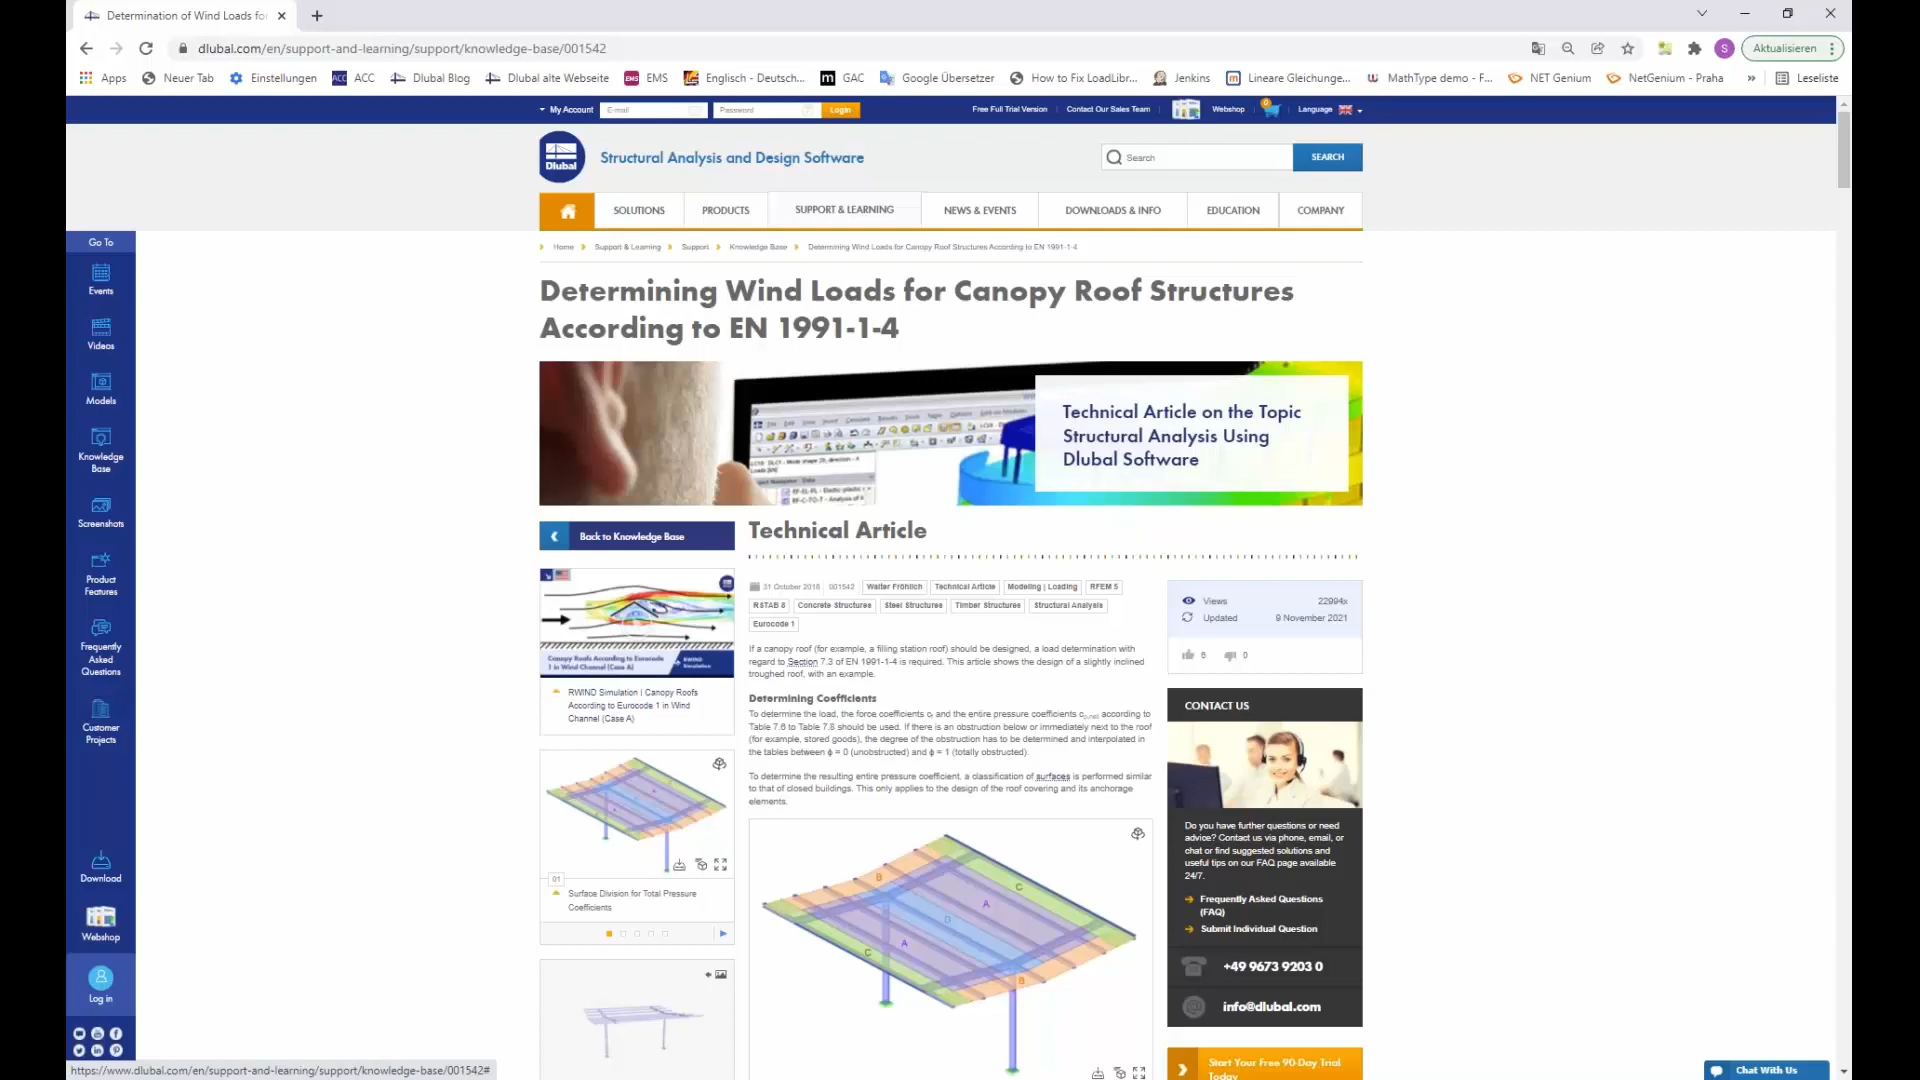 Determination of Wind Loads fo
dlubal.com/en/support-and-learning/support/knowledge-base/001542
S
Aktualisieren
Apps
Neuer Tab
Einstellungen
ACC ACC
Dlubal Blog
Dlubal alte Webseite
EMS EMS
Englisch - Deutsch...
m GAC
Google Übersetzer
How to Fix LoadLibr...
Jenkins
Lineare Gleichunge...
MathType demo - F...
NET Genium
NetGenium - Praha
»
Leseliste
My Account
E-mail
Password
Login
Free Full Trial Version
Contact Our Sales Team
Webshop
0
Language
Dlubal
Structural Analysis and Design Software
Search
SEARCH
SOLUTIONS
PRODUCTS
SUPPORT & LEARNING
NEWS & EVENTS
DOWNLOADS & INFO
EDUCATION
COMPANY
Home
Support & Learning
Support
Knowledge Base
Determining Wind Loads for Canopy Roof Structures According to EN 1991-1-4
Go To
Events
Videos
Models
Knowledge
Base
Screenshots
Product
Features
Frequently
Asked
Questions
Customer
Projects
Download
Webshop
Log in
Determining Wind Loads for Canopy Roof Structures
According to EN 1991-1-4
Technical Article on the Topic
Structural Analysis Using
Dlubal Software
Back to Knowledge Base
Canopy Roofs According to Eurocode
1 in Wind Channel (Case A)
RWIND
Simulation
RWIND Simulation | Canopy Roofs
According to Eurocode 1 in Wind
Channel (Case A)
01
Surface Division for Total Pressure
Coefficients
Technical Article
31 October 2018
001542
Walter Fröhlich
Technical Article
Modeling | Loading
RFEM 5
RSTAB 8
Concrete Structures
Steel Structures
Timber Structures
Structural Analysis
Eurocode 1
If a canopy roof (for example, a filling station roof) should be designed, a load determination with
regard to Section 7.3 of EN 1991-1-4 is required. This article shows the design of a slightly inclined
troughed roof, with an example.
Determining Coefficients
To determine the load, the force coefficients cf and the entire pressure coefficients cp,net according to
Table 7.6 to Table 7.8 should be used. If there is an obstruction below or immediately next to the roof
(for example, stored goods), the degree of the obstruction has to be determined and interpolated in
the tables between ϕ = 0 (unobstructed) and ϕ = 1 (totally obstructed).
To determine the resulting entire pressure coefficient, a classification of surfaces is performed similar
to that of closed buildings. This only applies to the design of the roof covering and its anchorage
elements.
B
C
A
D
A
C
B
Views 22994x
Updated 9 November 2021
6
0
CONTACT US
Do you have further questions or need
advice? Contact us via phone, email, or
chat or find suggested solutions and
useful tips on our FAQ page available
24/7.
Frequently Asked Questions
(FAQ)
Submit Individual Question
+49 9673 9203 0
info@dlubal.com
Start Your Free 90-Day Trial
Today
https://www.dlubal.com/en/support-and-learning/support/knowledge-base/001542#
Chat With Us